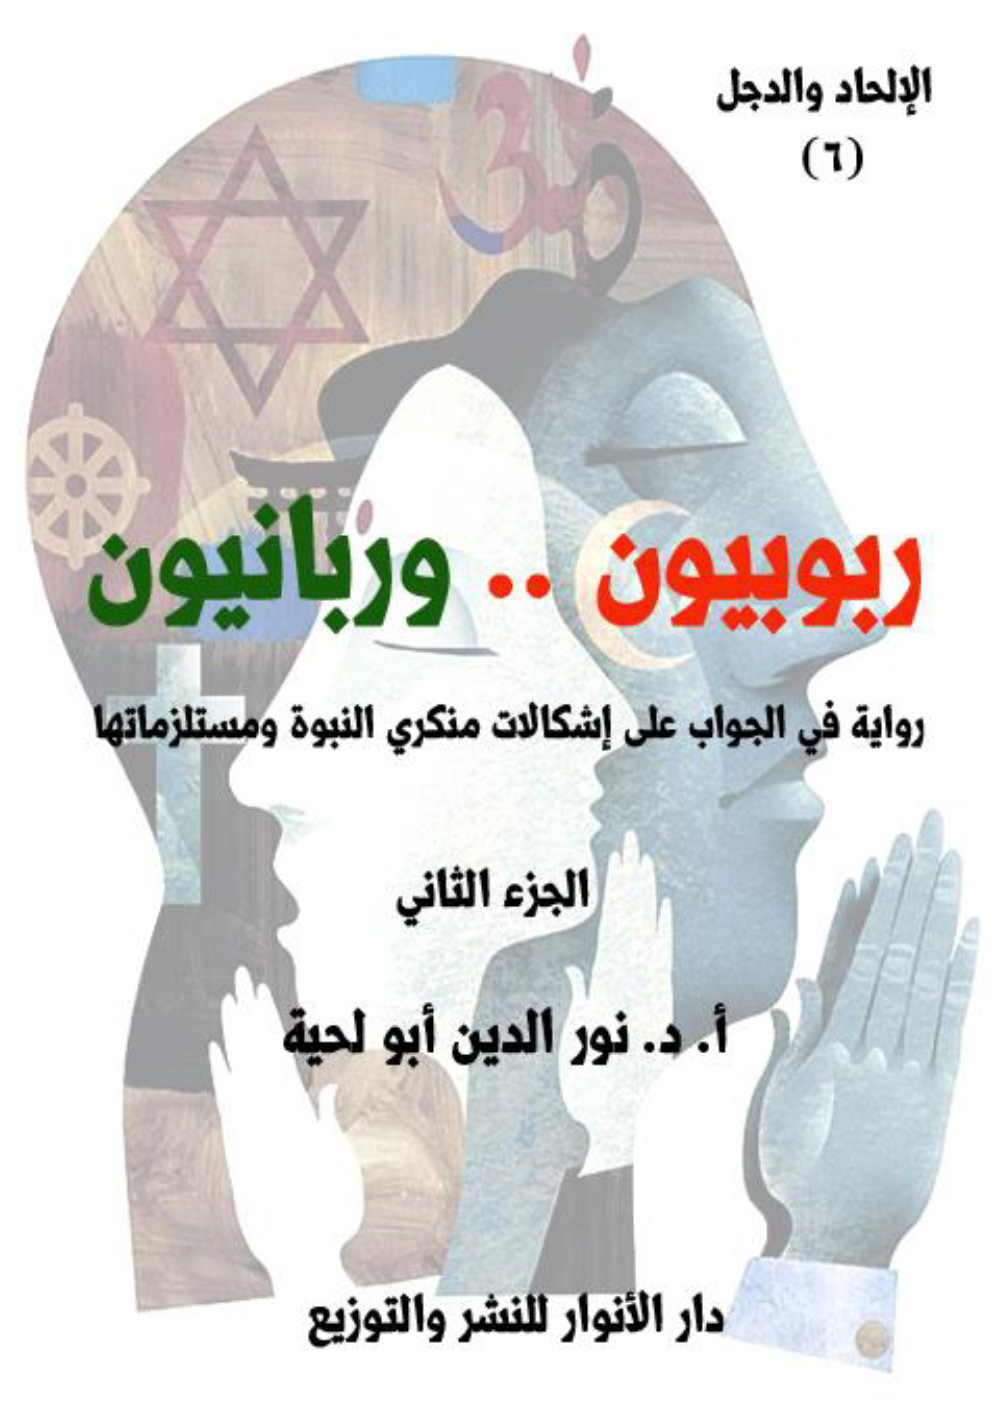 الإلحاد والدجل
(٦)
ربوبيون .. وربانيون
رواية في الجواب على إشكالات منكري النبوة ومستلزماتها
الجزء الثاني
أ. د. نور الدين أبو لحية
دار الأنوار للنشر والتوزيع